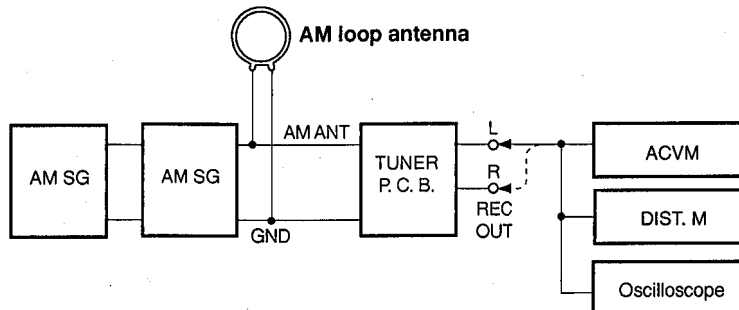 AM loop antenna
AM SG
AM SG
AM ANT
GND
TUNER
P. C. B.
L
R
REC
OUT
ACVM
DIST. M
Oscilloscope